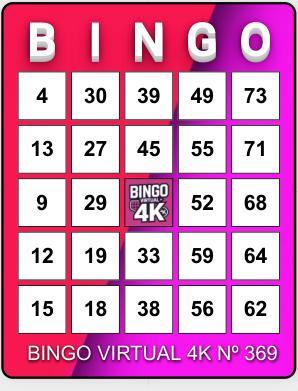 B I N G O
4 30 39 49 73
13 27 45 55 71
9 29 BINGO VIRTUAL 4K 52 68
12 19 33 59 64
15 18 38 56 62
BINGO VIRTUAL 4K Nº 369